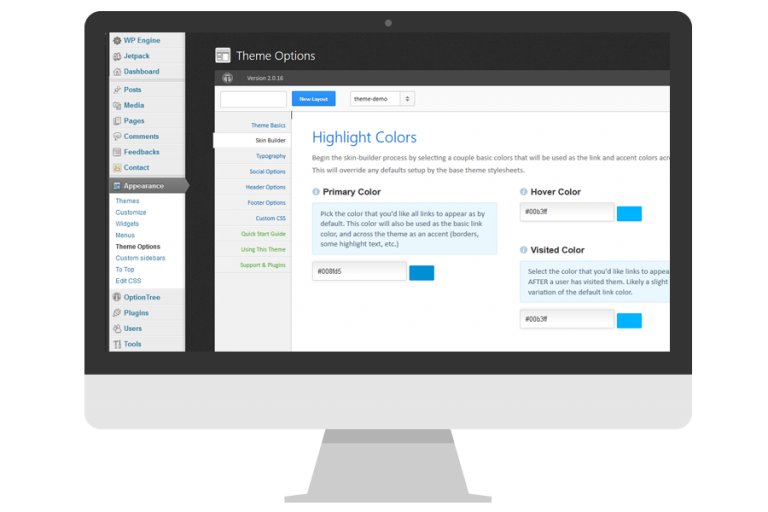 WP Engine
Jetpack
Dashboard
Posts
Media
Pages
Comments
Feedbacks
Contact
Appearance
Themes
Customize
Widgets
Menus
Theme Options
Custom sidebars
To Top
Edit CSS
OptionTree
Plugins
Users
Tools
Theme Options
Version 2.0.16
New Layout
theme-demo
Theme Basics
Skin Builder
Typography
Social Options
Header Options
Footer Options
Custom CSS
Quick Start Guide
Using This Theme
Support & Plugins
Highlight Colors
Begin the skin-builder process by selecting a couple basic colors that will be used as the link and accent colors acr
This will override any defaults setup by the base theme stylesheets.
Primary Color
Pick the color that you'd like all links to appear as by
default. This color will also be used as the basic link
color, and across the theme as an accent (borders,
some highlight text, etc.)
#008fd5
Hover Color
#00b3ff
Visited Color
Select the color that you'd like links to appea
AFTER a user has visited them. Likely a slight
variation of the default link color.
#00b3ff